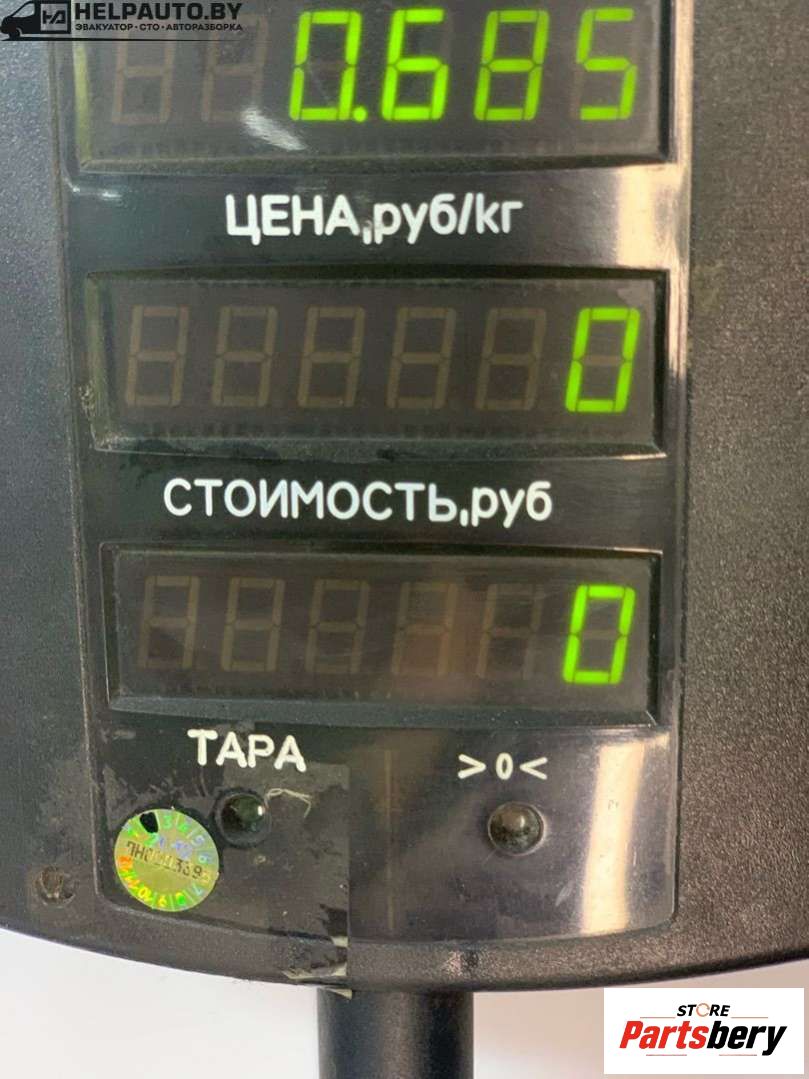 HELPAUTO.BY
ЭВАКУАТОР • СТО • АВТОРАЗБОРКА
0.685
ЦЕНА,руб/кг
0
СТОИМОСТЬ,руб
0
ТАРА >0<
STORE
Partsbery